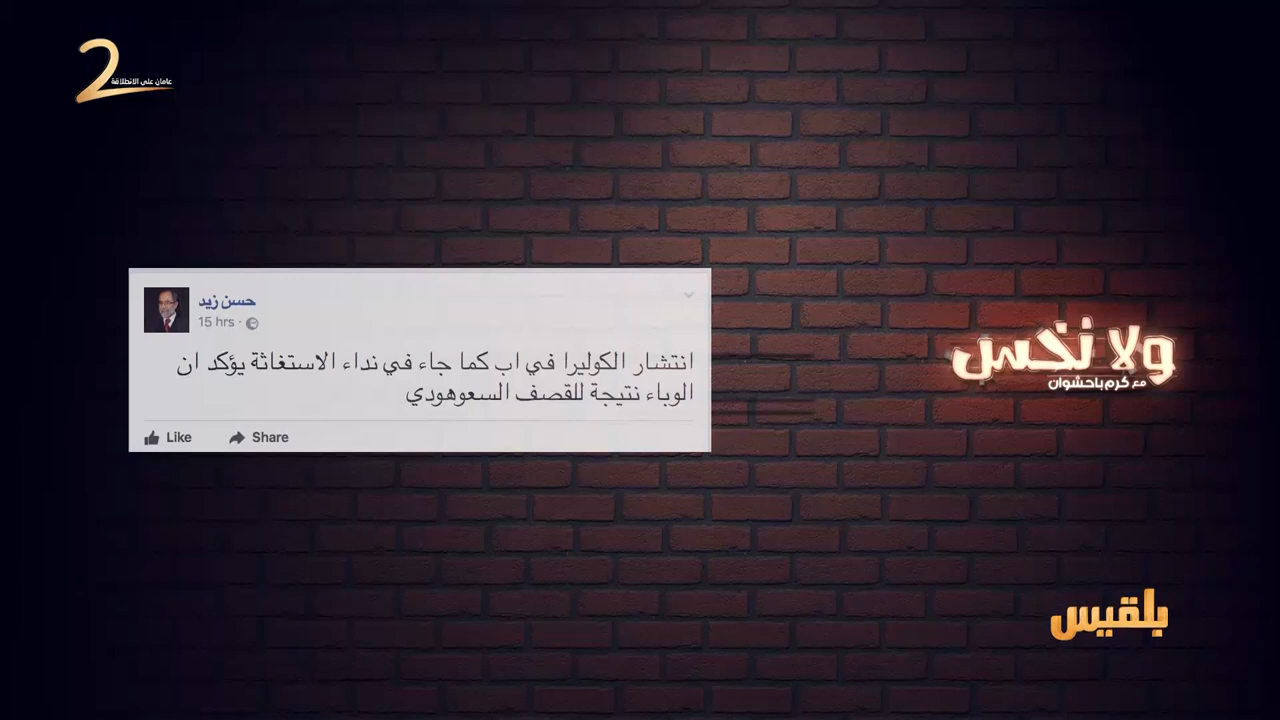 2
عامان على الانطلاقة
حسن زيد
15 hrs ·
انتشار الكوليرا في اب كما جاء في نداء الاستغاثة يؤكد ان
الوباء نتيجة للقصف السعوهودي
Like Share
ولا نخس
مع كرم باحشوان
بلقيس